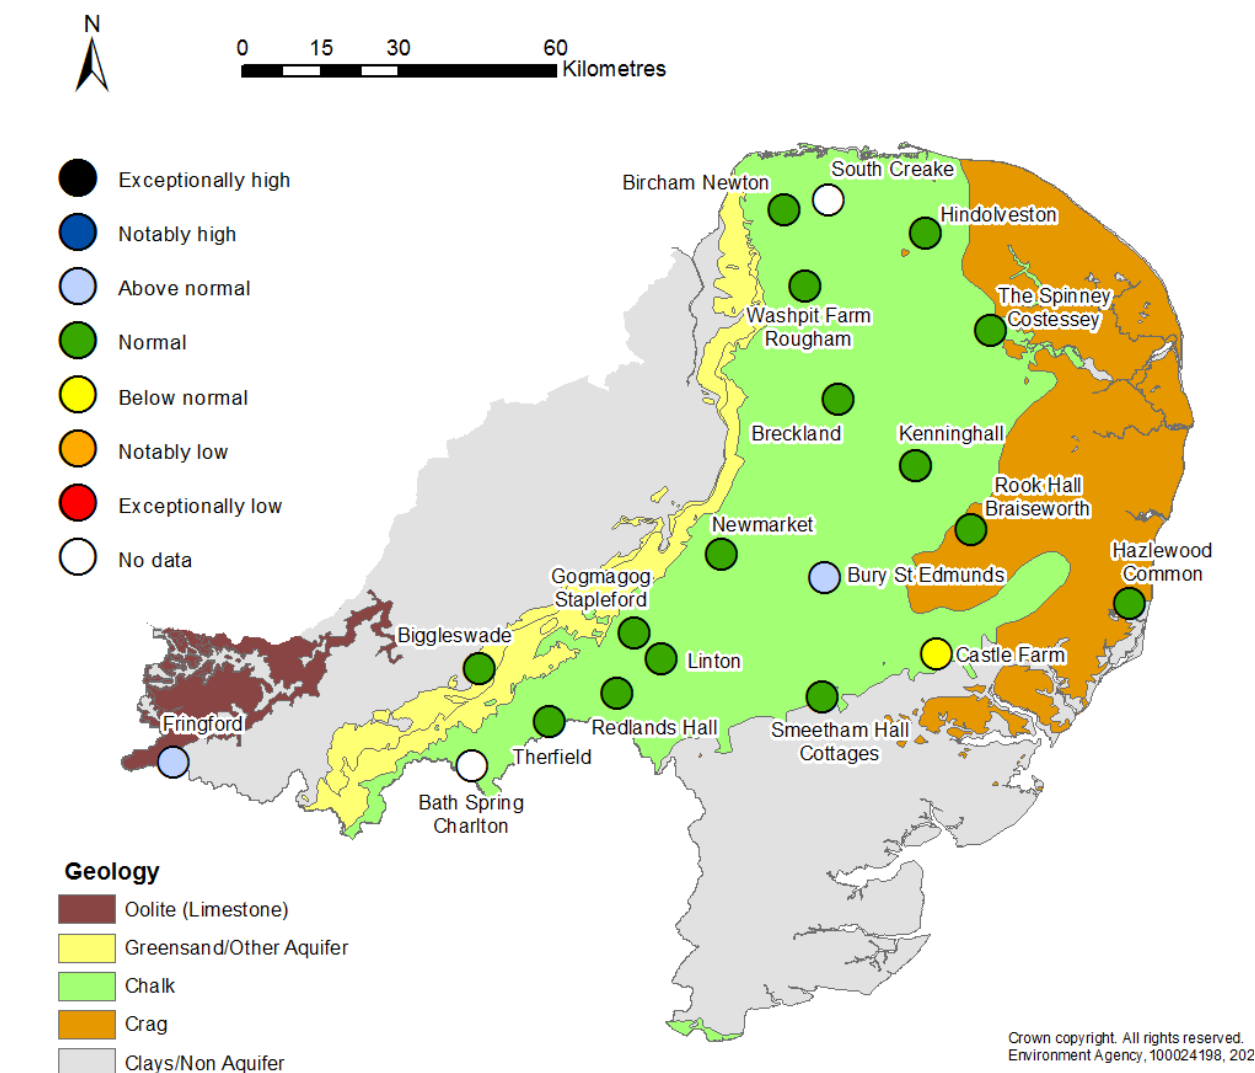 N
0 15 30 60
Kilometres
Exceptionally high
Notably high
Above normal
Normal
Below normal
Notably low
Exceptionally low
No data
South Creake
Bircham Newton
Hindolveston
The Spinney
Costessey
Washpit Farm
Rougham
Breckland
Kenninghall
Rook Hall
Braiseworth
Newmarket
Hazlewood
Common
Gogmagog
Stapleford
Bury St Edmunds
Biggleswade
Castle Farm
Linton
Fringford
Redlands Hall
Smeetham Hall
Cottages
Therfield
Bath Spring
Charlton
Geology
Oolite (Limestone)
Greensand/Other Aquifer
Chalk
Crag
Clays/Non Aquifer
Crown copyright. All rights reserved.
Environment Agency, 100024198, 202